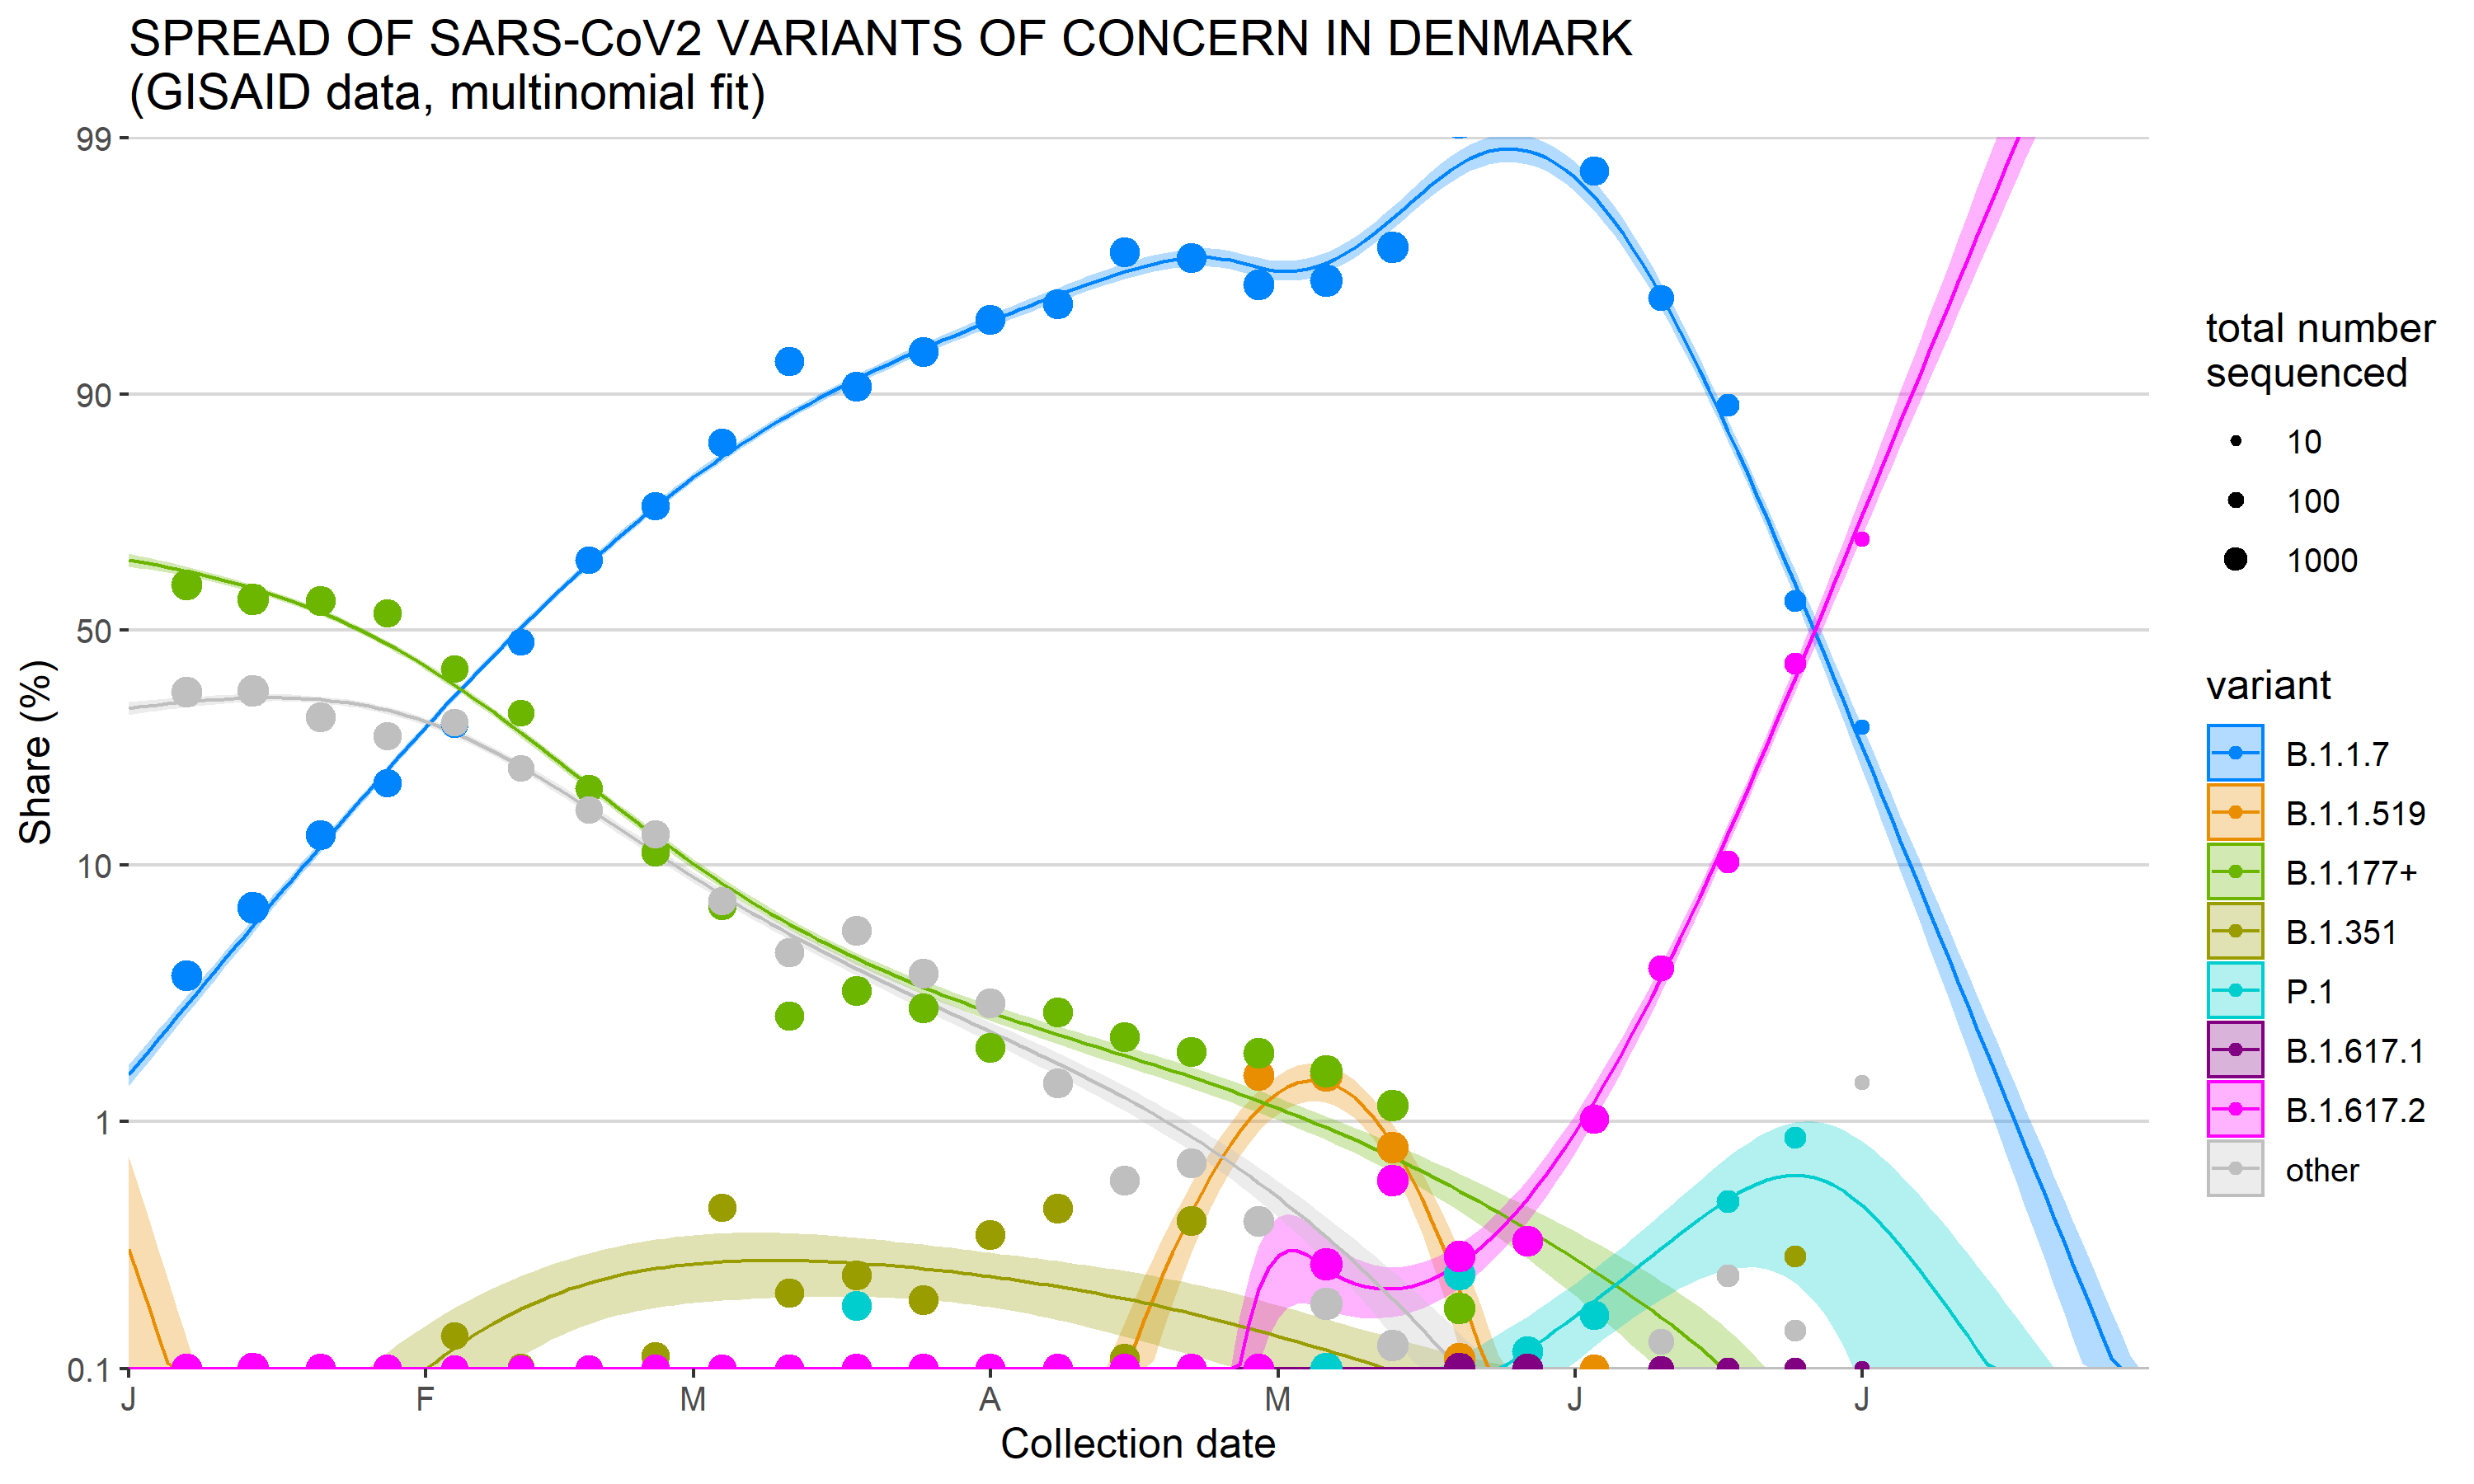 SPREAD OF SARS-CoV2 VARIANTS OF CONCERN IN DENMARK
(GISAID data, multinomial fit)
99
90
50
10
1
0.1
Share (%)
J F M A M J J
Collection date
total number
sequenced
10
100
1000
variant
B.1.1.7
B.1.1.519
B.1.177+
B.1.351
P.1
B.1.617.1
B.1.617.2
other